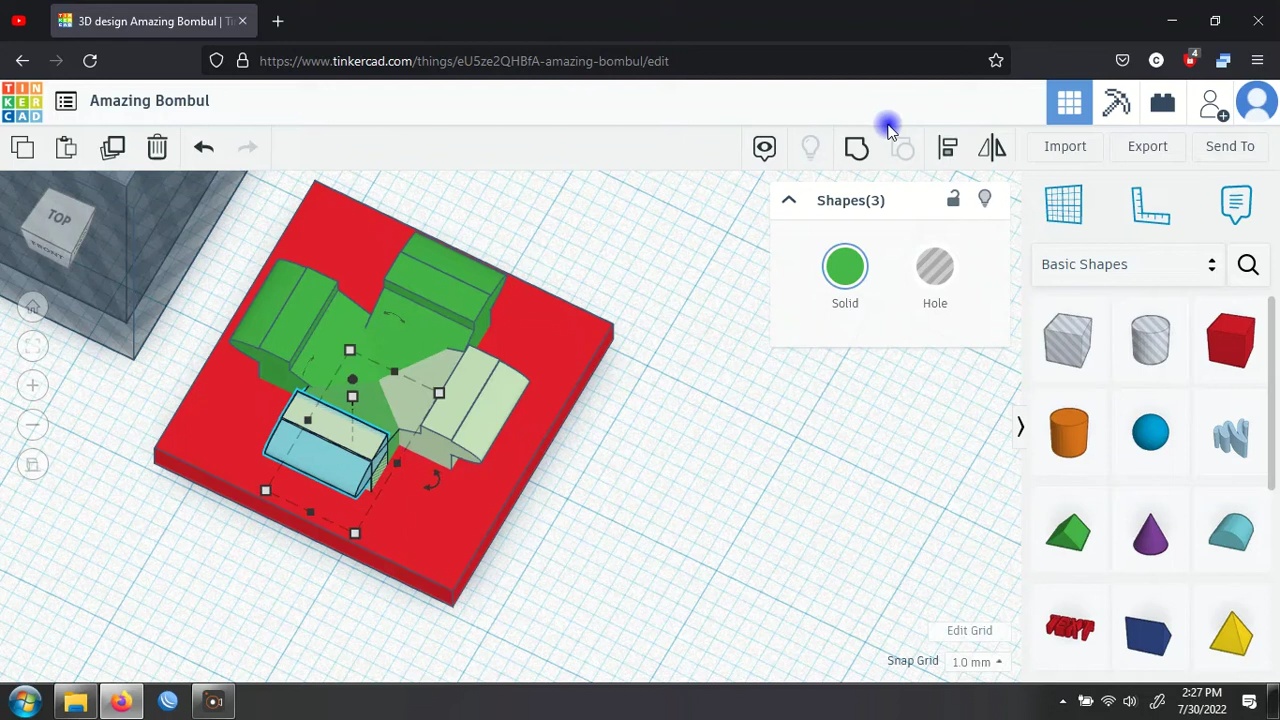 3D design Amazing Bombul | Ti
https://www.tinkercad.com/things/eU5ze2QHBfA-amazing-bombul/edit
4
C
TIN
KER
CAD
Amazing Bombul
Import
Export
Send To
TOP
FRONT
Shapes(3)
Solid
Hole
Basic Shapes
TEXT
Edit Grid
Snap Grid
1.0 mm
2:27 PM
7/30/2022